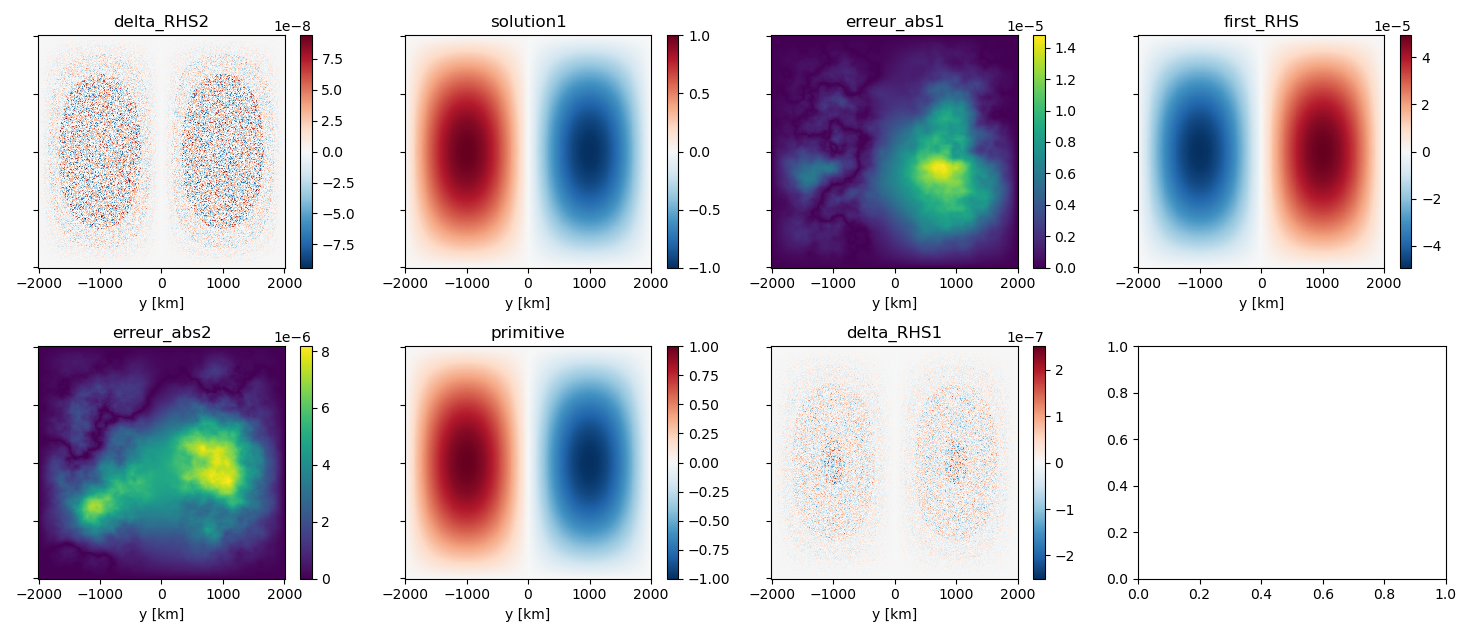 delta_RHS2
1e−8
7.5
5.0
2.5
0.0
−2.5
−5.0
−7.5
−2000 −1000 0 1000 2000
y [km]
solution1
1.0
0.5
0.0
−0.5
−1.0
−2000 −1000 0 1000 2000
y [km]
erreur_abs1
1e−5
1.4
1.2
1.0
0.8
0.6
0.4
0.2
0.0
−2000 −1000 0 1000 2000
y [km]
first_RHS
1e−5
4
2
0
−2
−4
−2000 −1000 0 1000 2000
y [km]
erreur_abs2
1e−6
8
6
4
2
0
−2000 −1000 0 1000 2000
y [km]
primitive
1.00
0.75
0.50
0.25
0.00
−0.25
−0.50
−0.75
−1.00
−2000 −1000 0 1000 2000
y [km]
delta_RHS1
1e−7
2
1
0
−1
−2
−2000 −1000 0 1000 2000
y [km]
1.0
0.8
0.6
0.4
0.2
0.0
0.0 0.2 0.4 0.6 0.8 1.0